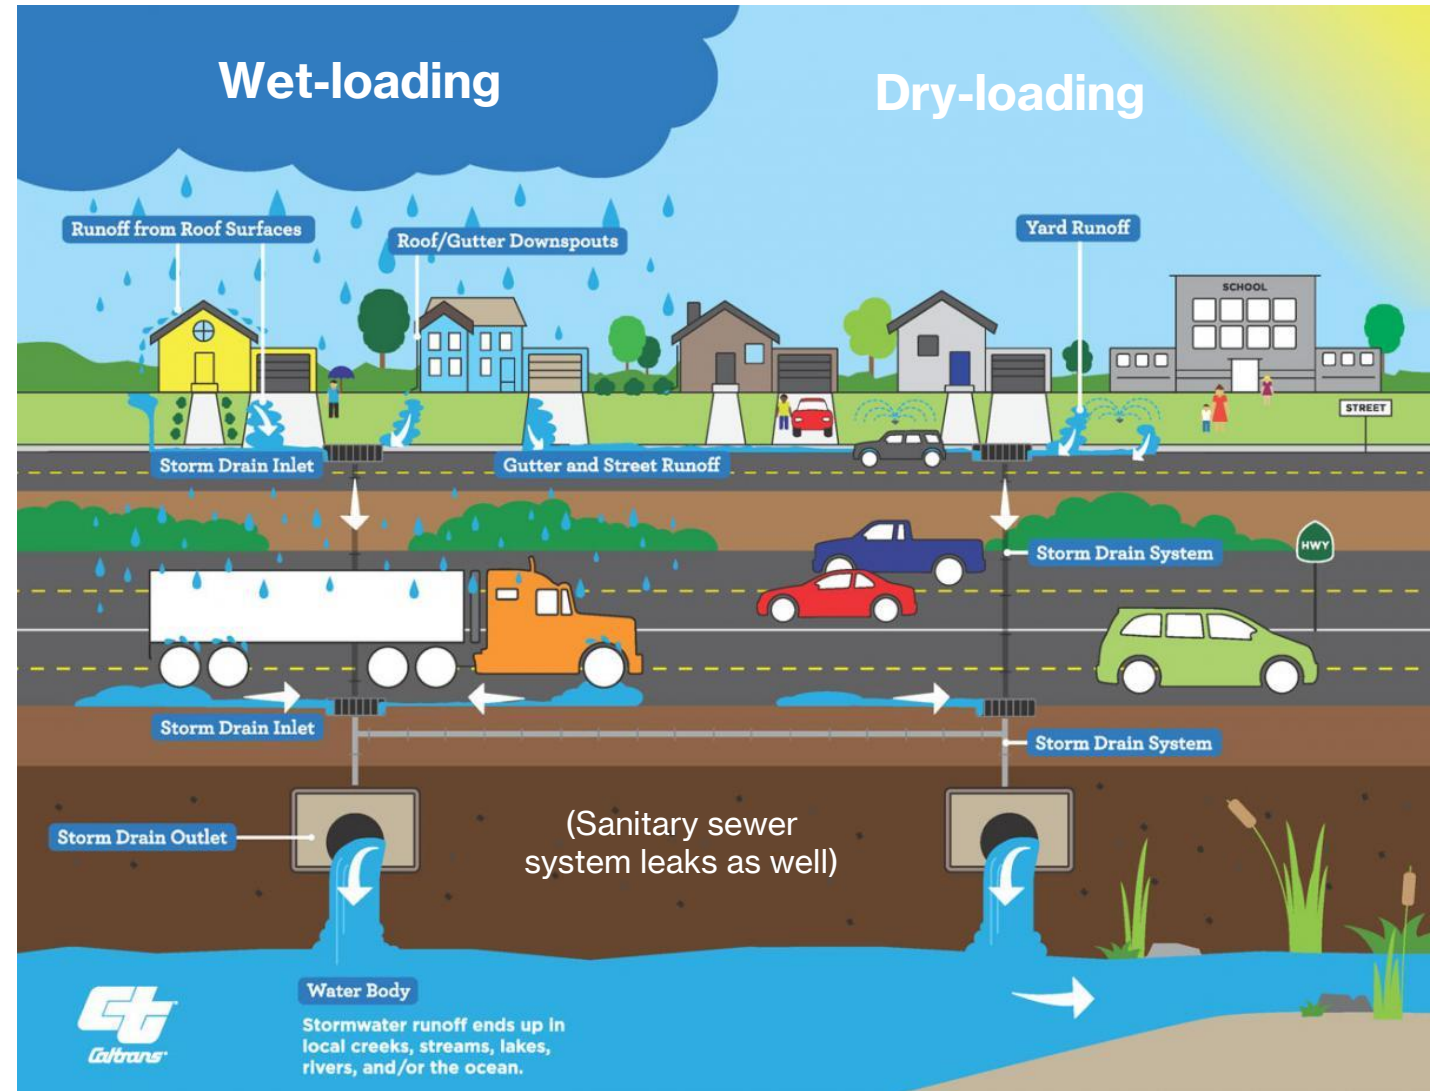 Wet-loading
Dry-loading
Runoff from Roof Surfaces
Roof/Gutter Downspouts
Yard Runoff
SCHOOL
STREET
Storm Drain Inlet
Gutter and Street Runoff
Storm Drain System
HWY
Storm Drain Inlet
Storm Drain System
Storm Drain Outlet
(Sanitary sewer
system leaks as well)
Water Body
Stormwater runoff ends up in
local creeks, streams, lakes,
rivers, and/or the ocean.
Ct
Caltrans